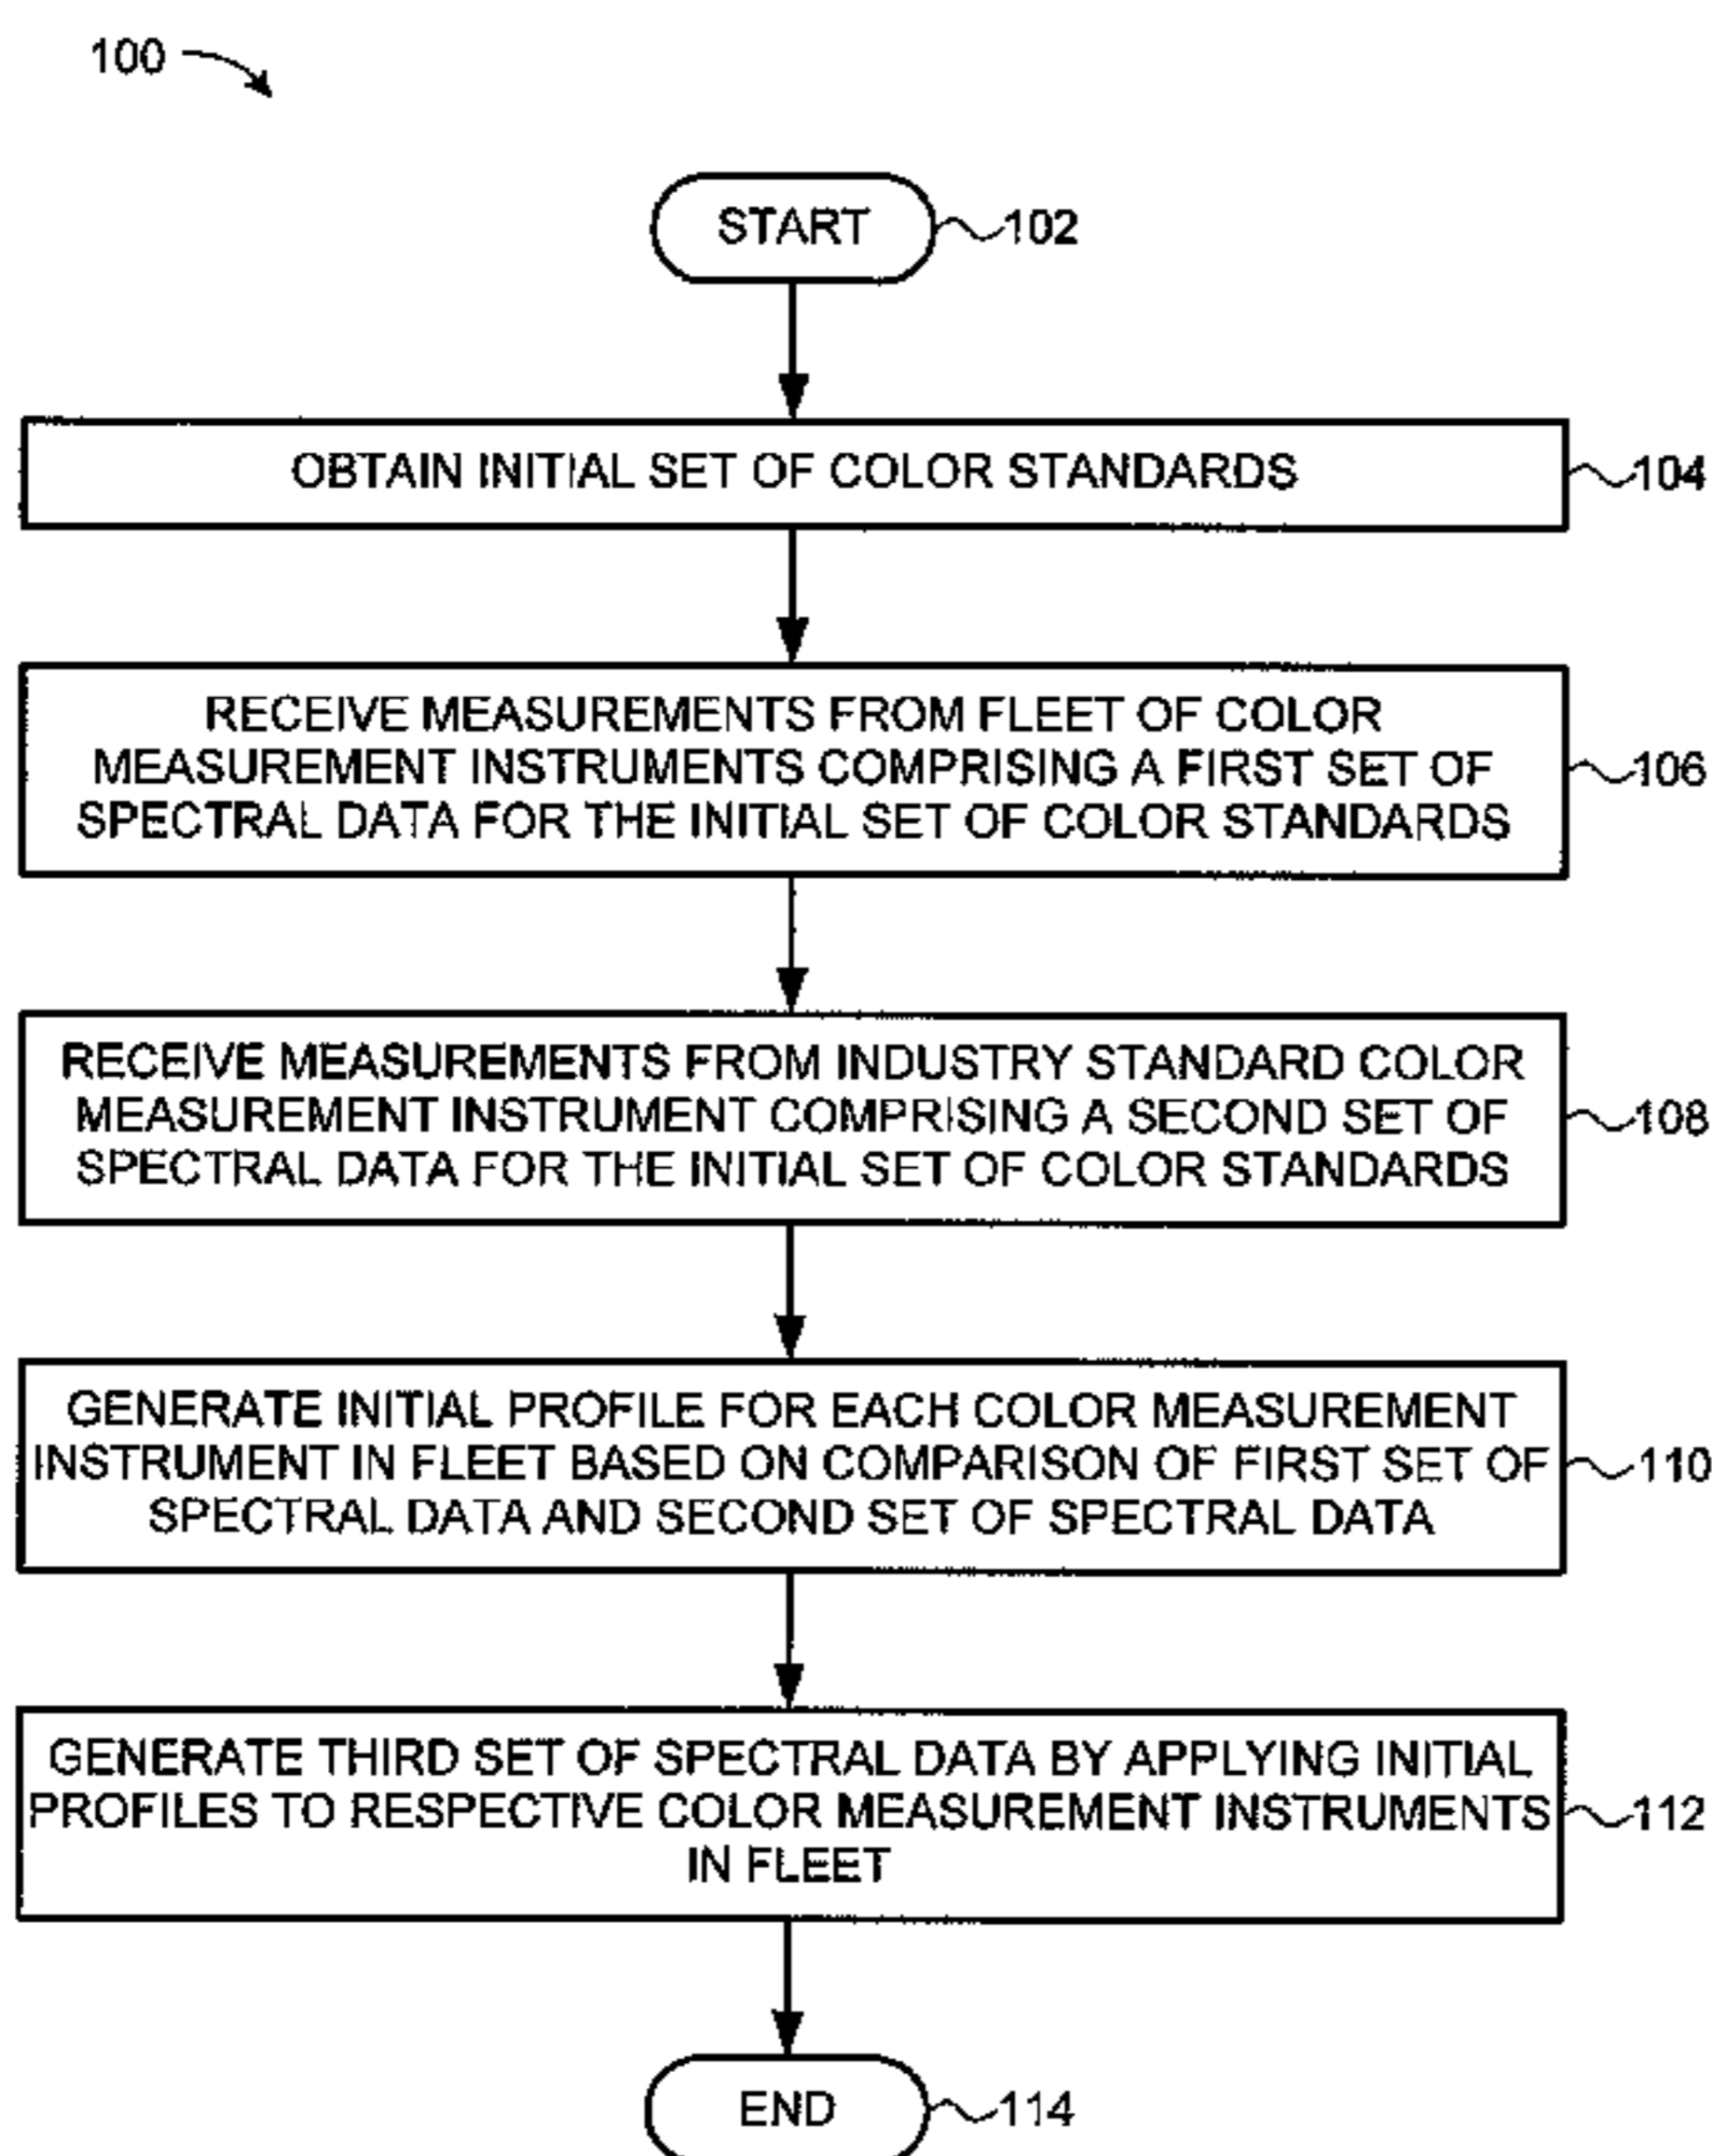 100
START
102
OBTAIN INITIAL SET OF COLOR STANDARDS
104
RECEIVE MEASUREMENTS FROM FLEET OF COLOR
MEASUREMENT INSTRUMENTS COMPRISING A FIRST SET OF
SPECTRAL DATA FOR THE INITIAL SET OF COLOR STANDARDS
106
RECEIVE MEASUREMENTS FROM INDUSTRY STANDARD COLOR
MEASUREMENT INSTRUMENT COMPRISING A SECOND SET OF
SPECTRAL DATA FOR THE INITIAL SET OF COLOR STANDARDS
108
GENERATE INITIAL PROFILE FOR EACH COLOR MEASUREMENT
INSTRUMENT IN FLEET BASED ON COMPARISON OF FIRST SET OF
SPECTRAL DATA AND SECOND SET OF SPECTRAL DATA
110
GENERATE THIRD SET OF SPECTRAL DATA BY APPLYING INITIAL
PROFILES TO RESPECTIVE COLOR MEASUREMENT INSTRUMENTS
IN FLEET
112
END
114